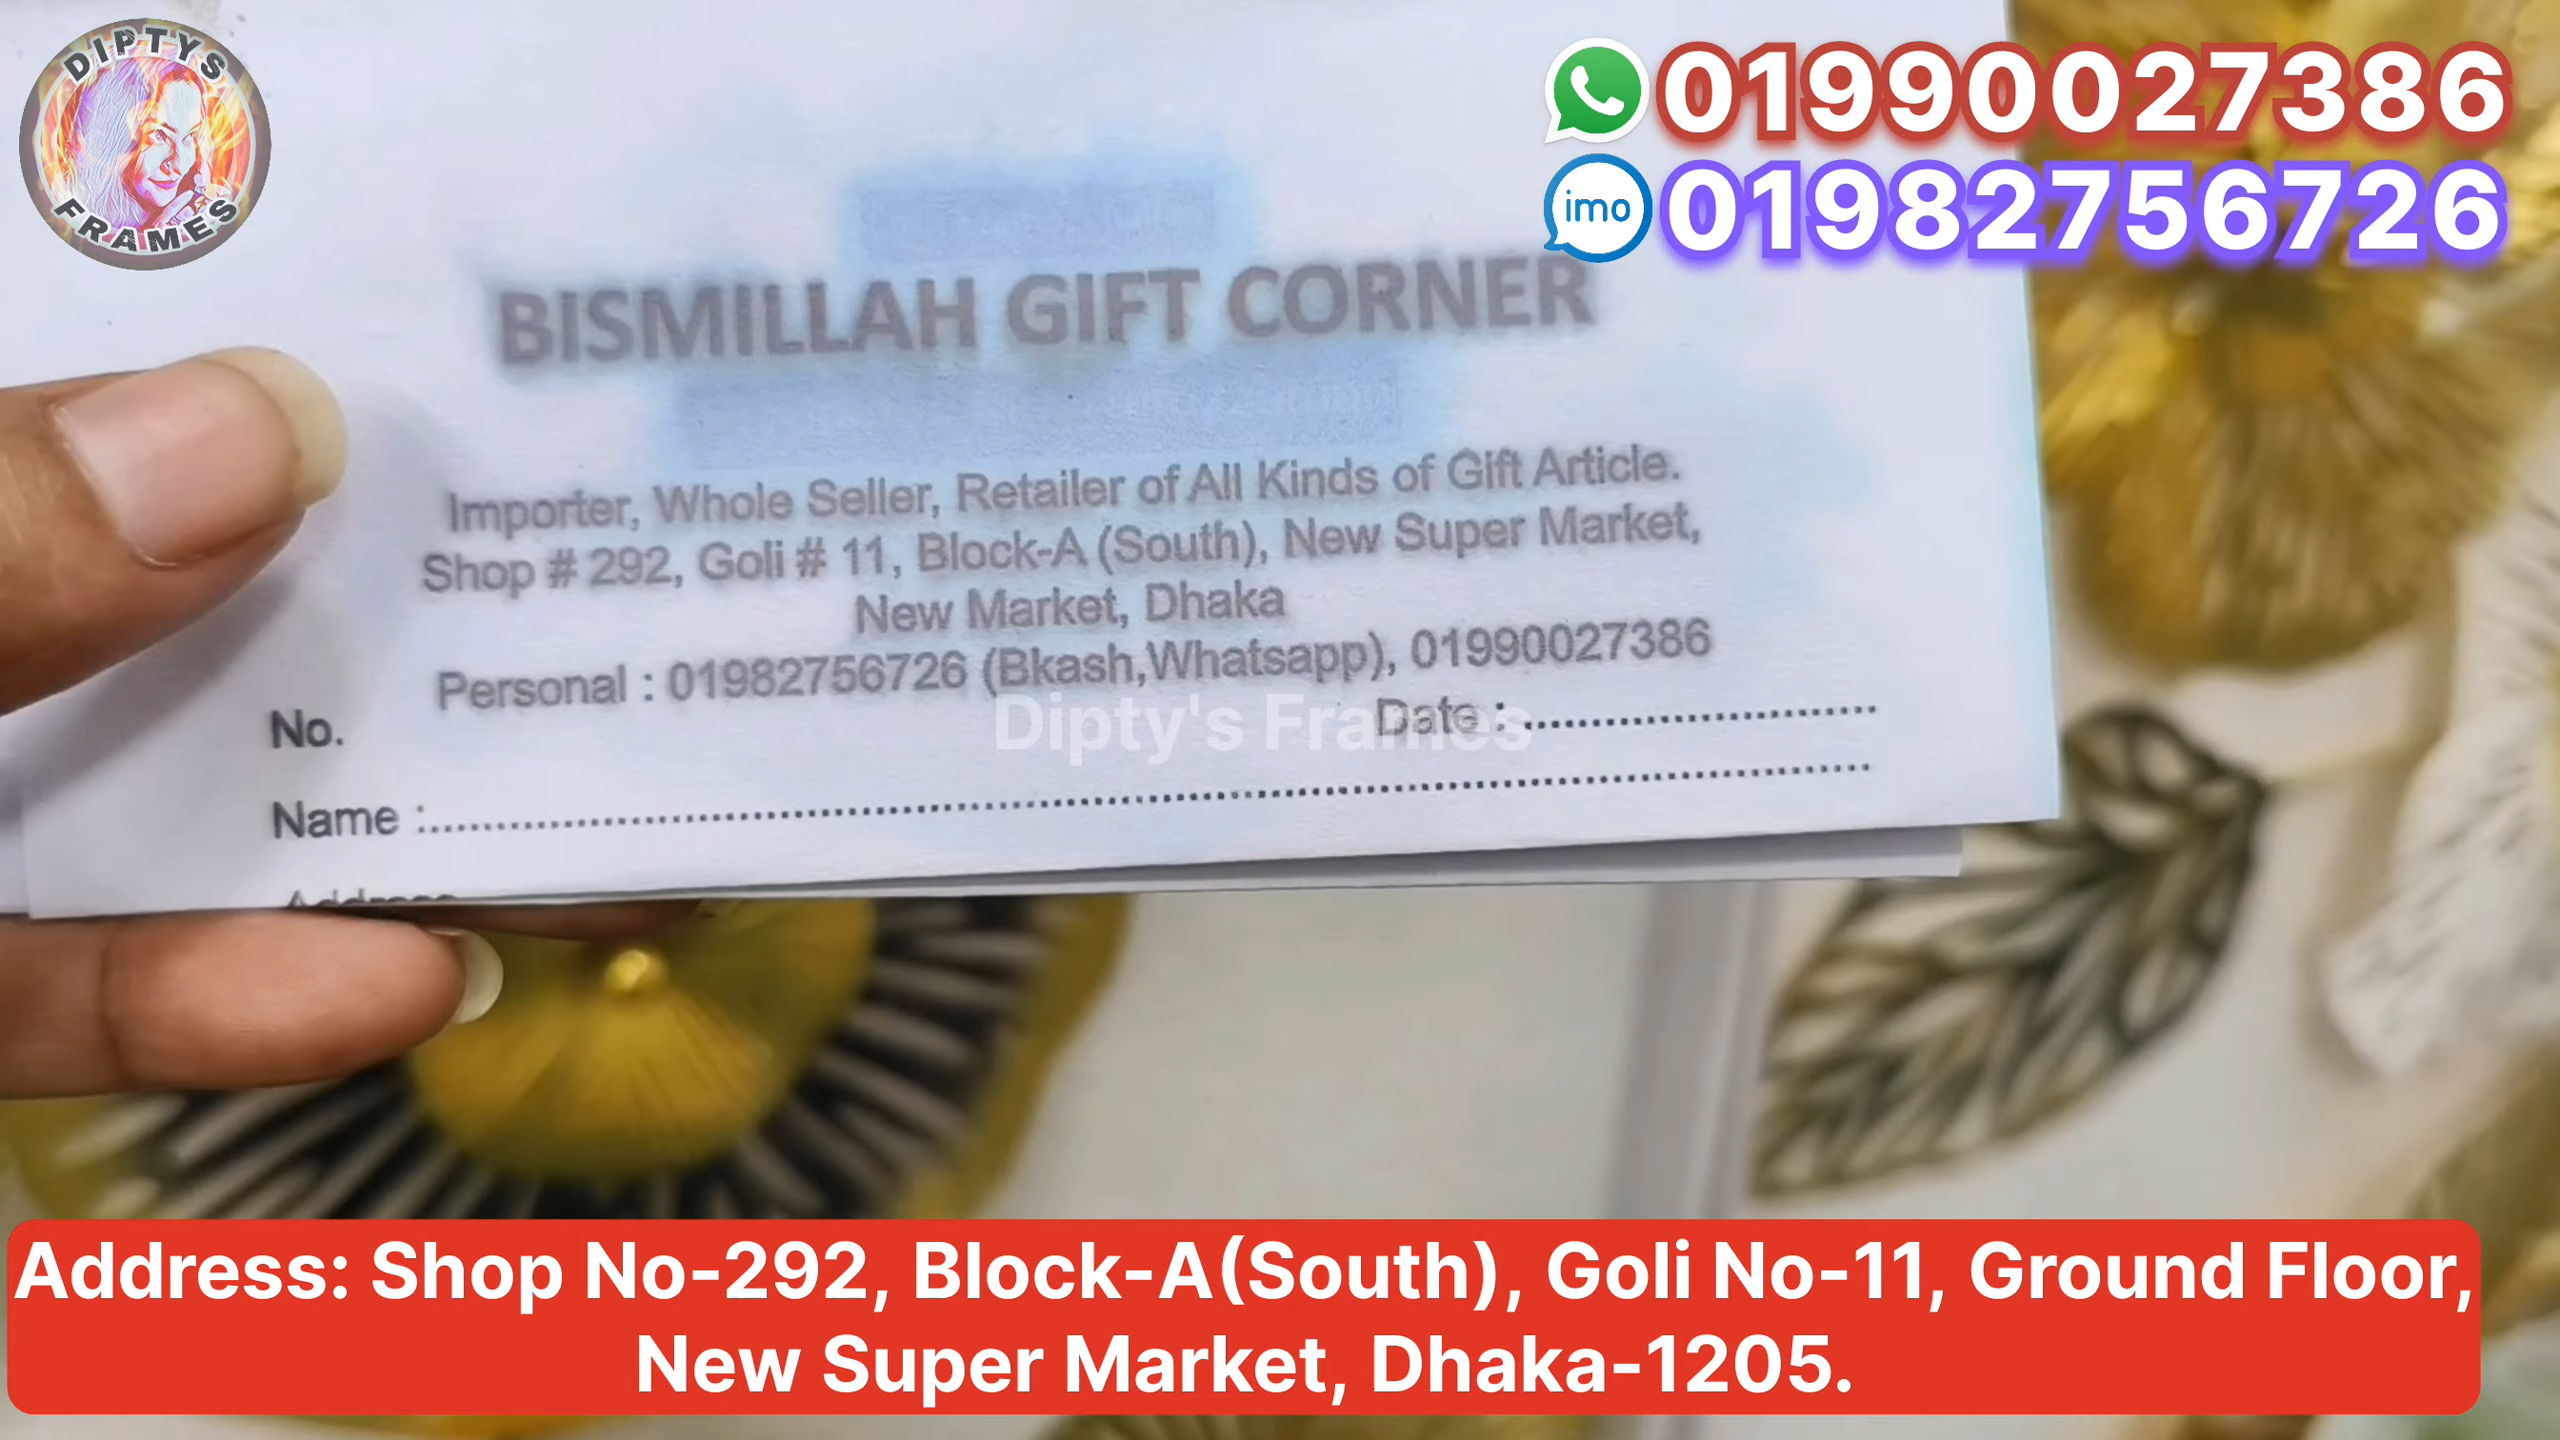 DIPTYS
FRAMES
01990027386
imo
01982756726
BISMILLAH GIFT CORNER
Importer, Whole Seller, Retailer of All Kinds of Gift Article.
Shop # 292, Goli # 11, Block-A (South), New Super Market,
New Market, Dhaka
Personal : 01982756726 (Bkash,Whatsapp), 01990027386
No.
Date :
Dipty's Frames
Name :
Address
Address: Shop No-292, Block-A(South), Goli No-11, Ground Floor,
New Super Market, Dhaka-1205.